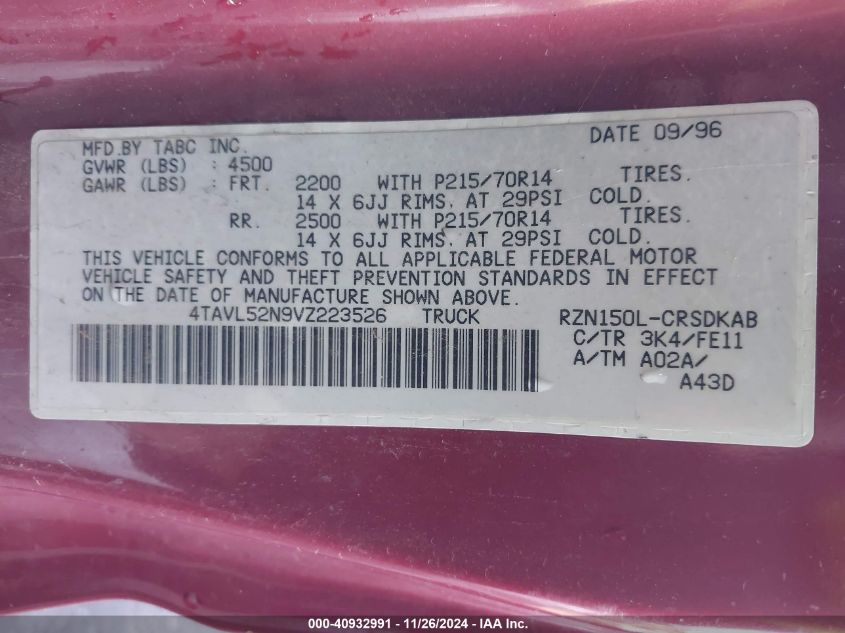 MFD.BY TABC INC. DATE 09/96
GVWR (LBS) : 4500
GAWR (LBS) : FRT. 2200 WITH P215/70R14 TIRES.
14 X 6JJ RIMS. AT 29PSI COLD.
RR. 2500 WITH P215/70R14 TIRES.
14 X 6JJ RIMS. AT 29PSI COLD.
THIS VEHICLE CONFORMS TO ALL APPLICABLE FEDERAL MOTOR
VEHICLE SAFETY AND THEFT PREVENTION STANDARDS IN EFFECT
ON THE DATE OF MANUFACTURE SHOWN ABOVE.
4TAVL52N9VZ223526 TRUCK RZN150L-CRSDKAB
C/TR 3K4/FE11
A/TM A02A/
A43D
000-40932991 - 11/26/2024 - IAA Inc.